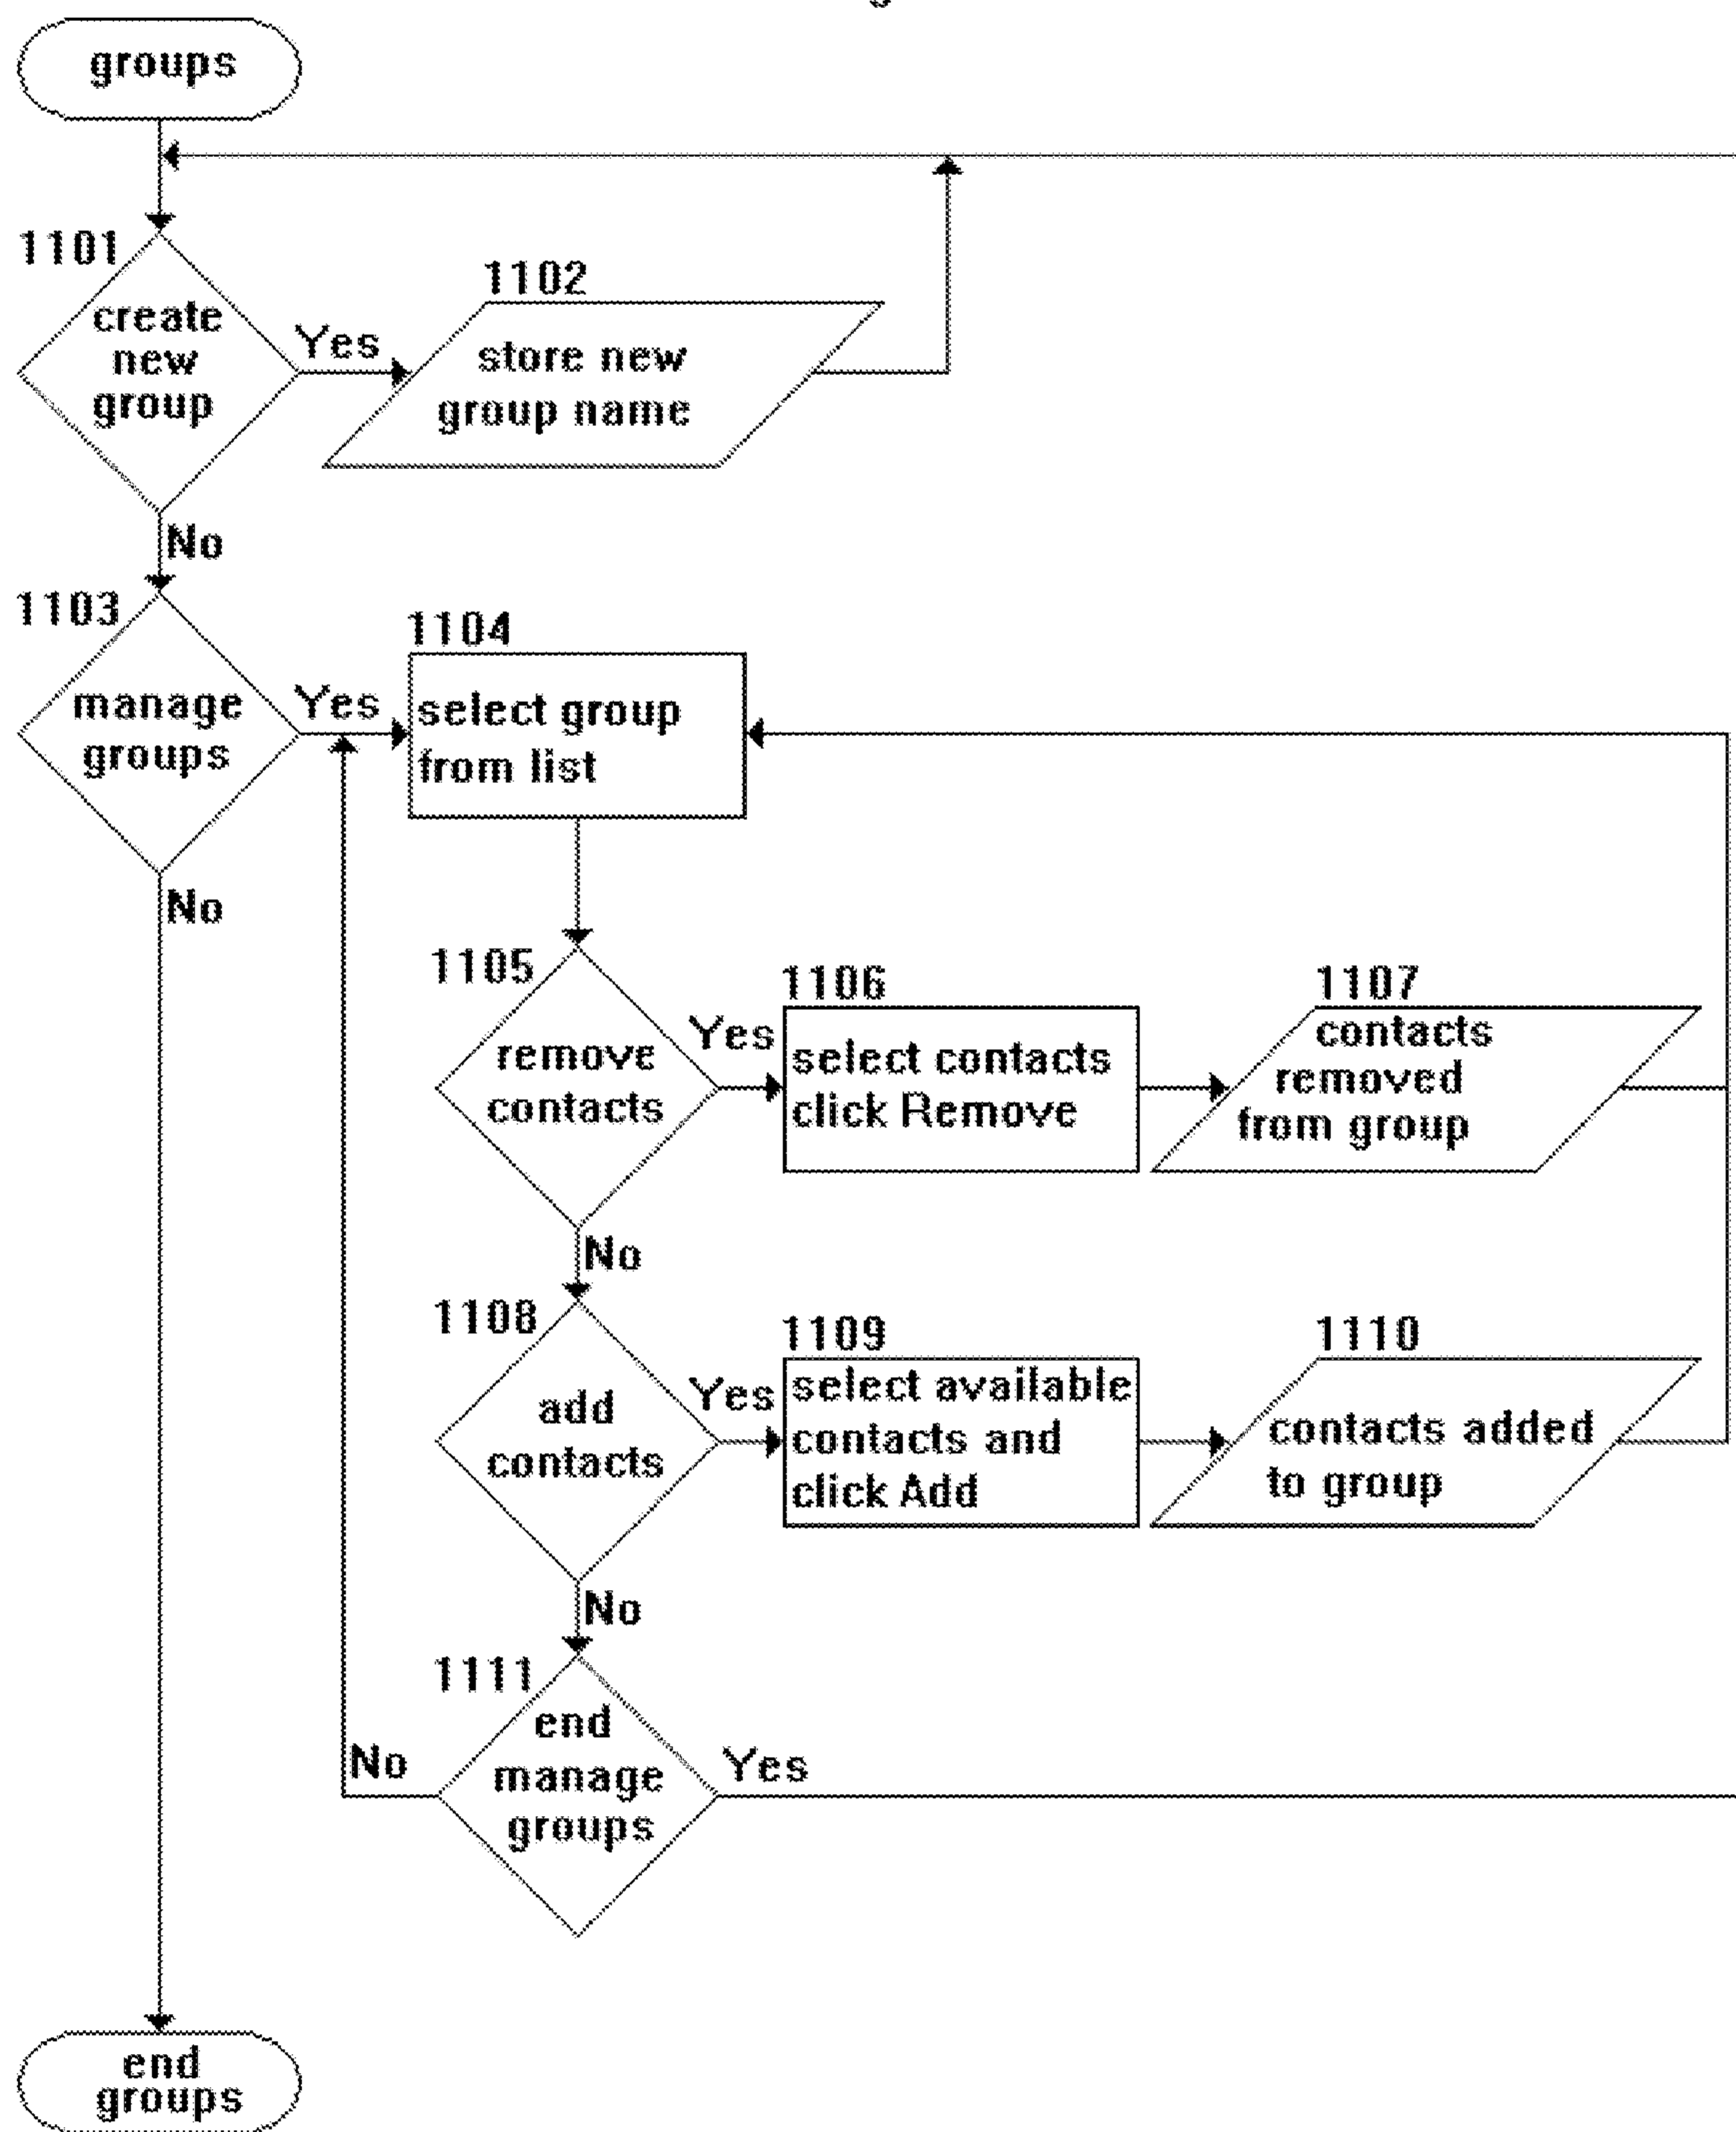 groups
1101
create
new
group
Yes
1102
store new
group name
No
1103
manage
groups
Yes
1104
select group
from list
No
1105
remove
contacts
Yes
1106
select contacts
click Remove
1107
contacts
removed
from group
No
1108
add
contacts
Yes
1109
select available
contacts and
click Add
1110
contacts added
to group
No
1111
end
manage
groups
No
Yes
end
groups